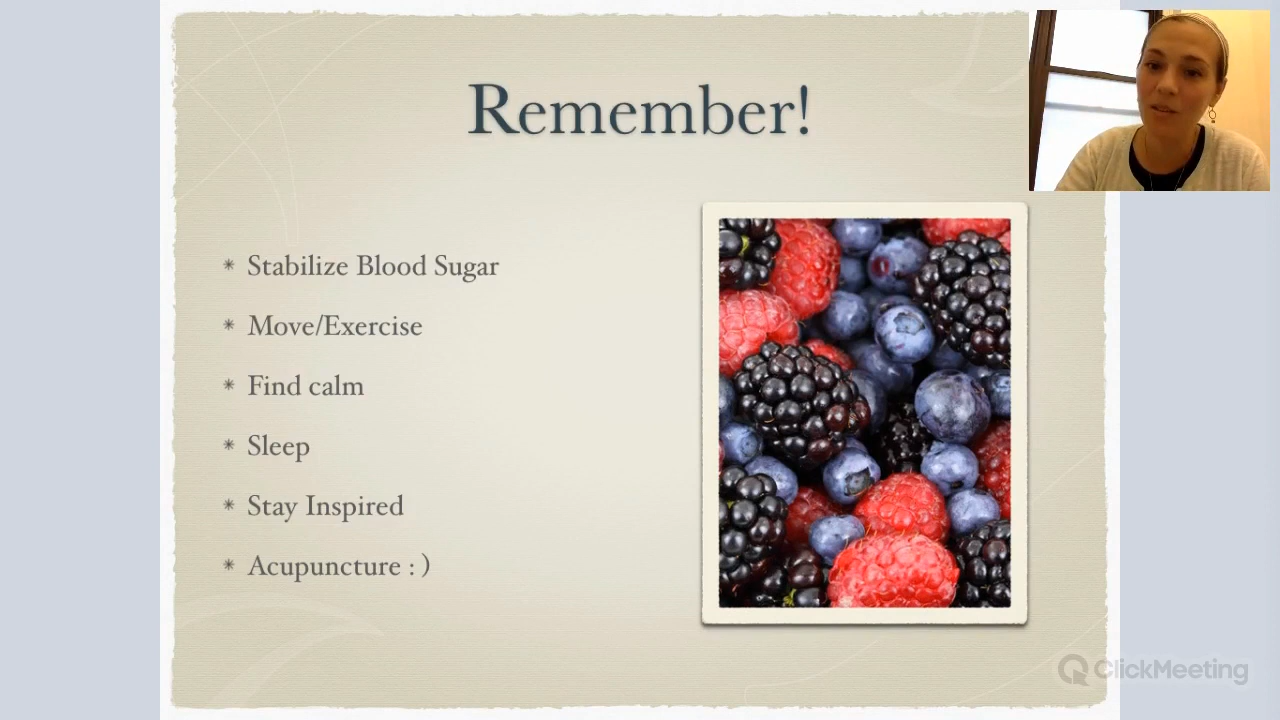 Remember!
* Stabilize Blood Sugar
* Move/Exercise
* Find calm
* Sleep
* Stay Inspired
* Acupuncture : )
ClickMeeting